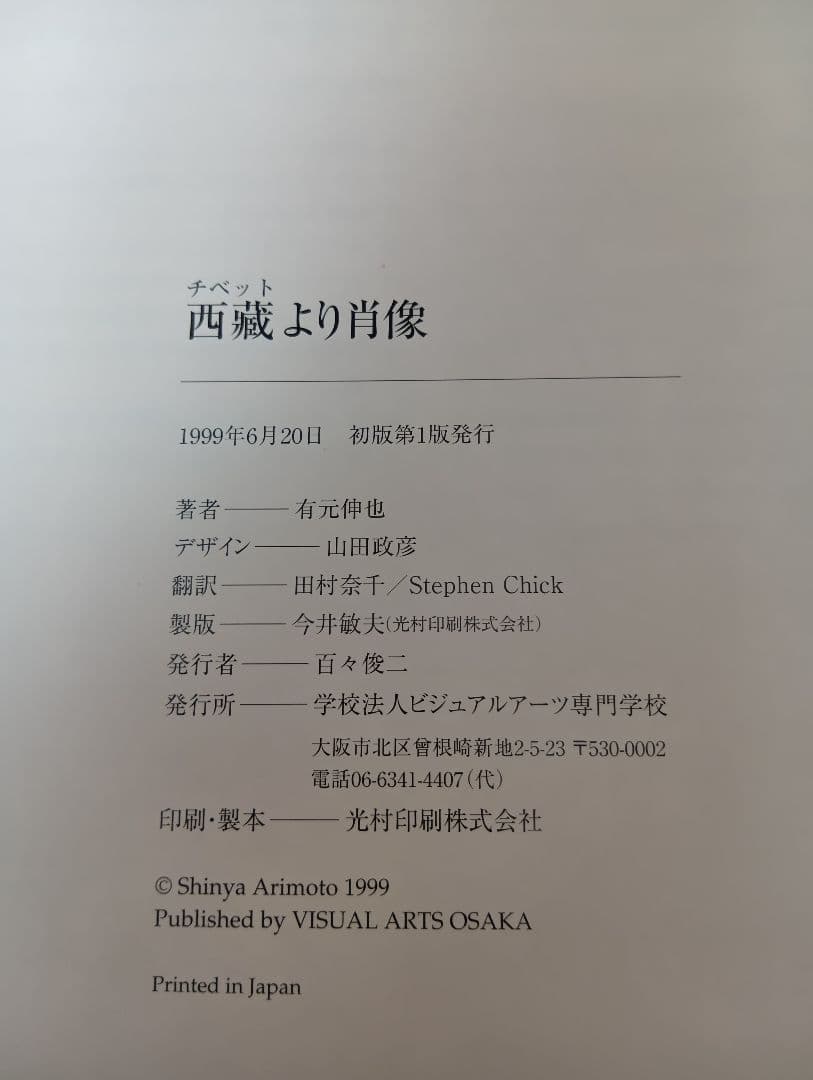 チベット
西藏より肖像
1999年6月20日 初版第1版発行
著者――有元伸也
デザイン――山田政彦
翻訳――田村奈千／Stephen Chick
製版――今井敏夫(光村印刷株式会社)
発行者――百々俊二
発行所――学校法人ビジュアルアーツ専門学校
大阪市北区曾根崎新地2-5-23 〒530-0002
電話06-6341-4407(代)
印刷・製本――光村印刷株式会社
© Shinya Arimoto 1999
Published by VISUAL ARTS OSAKA
Printed in Japan